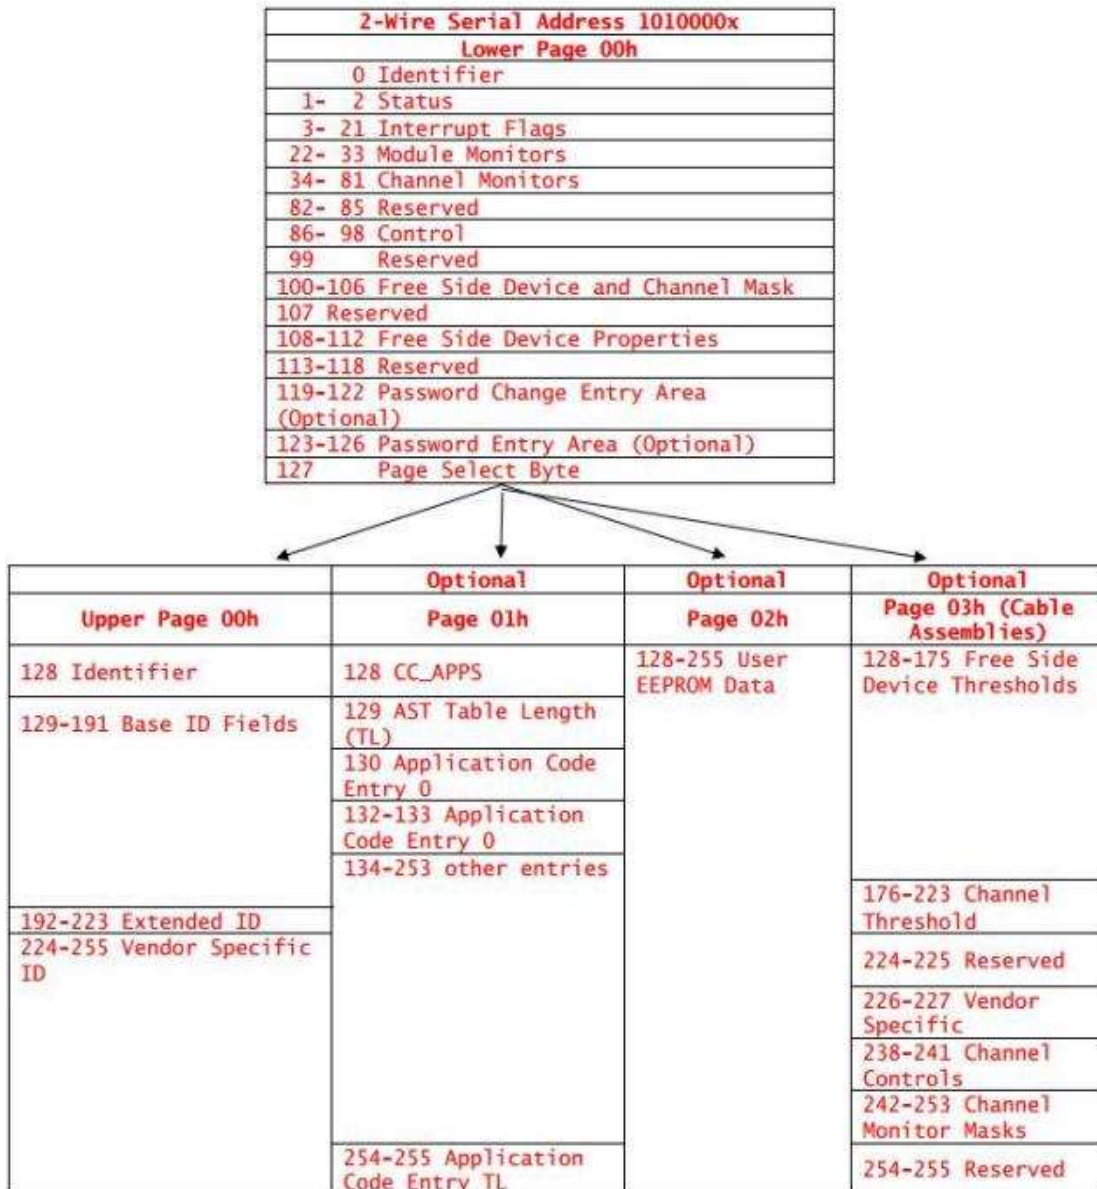 2-Wire Serial Address 1010000x
Lower Page 00h
0 Identifier
1- 2 Status
3- 21 Interrupt Flags
22- 33 Module Monitors
34- 81 Channel Monitors
82- 85 Reserved
86- 98 Control
99 Reserved
100-106 Free Side Device and Channel Mask
107 Reserved
108-112 Free Side Device Properties
113-118 Reserved
119-122 Password Change Entry Area
(Optional)
123-126 Password Entry Area (Optional)
127 Page Select Byte
Upper Page 00h
128 Identifier
129-191 Base ID Fields
192-223 Extended ID
224-255 Vendor Specific
ID
Optional
Page 01h
128 CC_APPS
129 AST Table Length
(TL)
130 Application Code
Entry 0
132-133 Application
Code Entry 0
134-253 other entries
254-255 Application
Code Entry TL
Optional
Page 02h
128-255 User
EEPROM Data
Optional
Page 03h (Cable
Assemblies)
128-175 Free Side
Device Thresholds
176-223 Channel
Threshold
224-225 Reserved
226-227 Vendor
Specific
238-241 Channel
Controls
242-253 Channel
Monitor Masks
254-255 Reserved